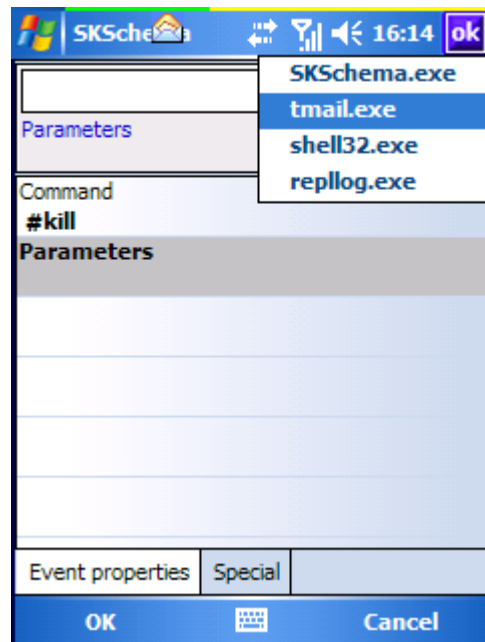 SKSche a 16:14 ok
SKSchema.exe
tmail.exe
shell32.exe
repllog.exe
Parameters
Command
#kill
Parameters
Event properties Special
OK Cancel